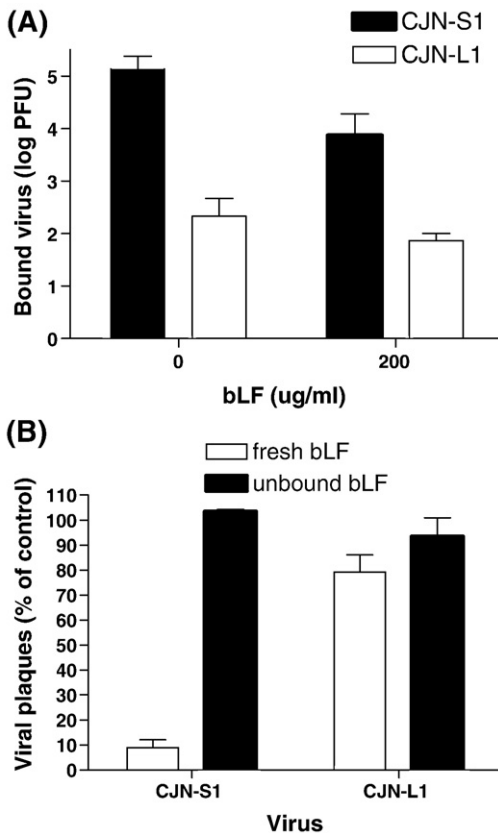 (A)
CJN-S1
CJN-L1
Bound virus (log PFU)
5
4
3
2
1
0
0
200
bLF (ug/ml)
(B)
fresh bLF
unbound bLF
Viral plaques (% of control)
110
100
90
80
70
60
50
40
30
20
10
0
CJN-S1
CJN-L1
Virus